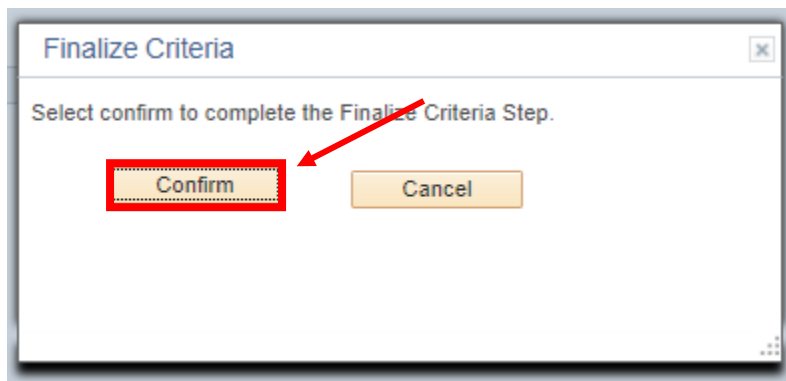 Finalize Criteria
Select confirm to complete the Finalize Criteria Step.
Confirm
Cancel